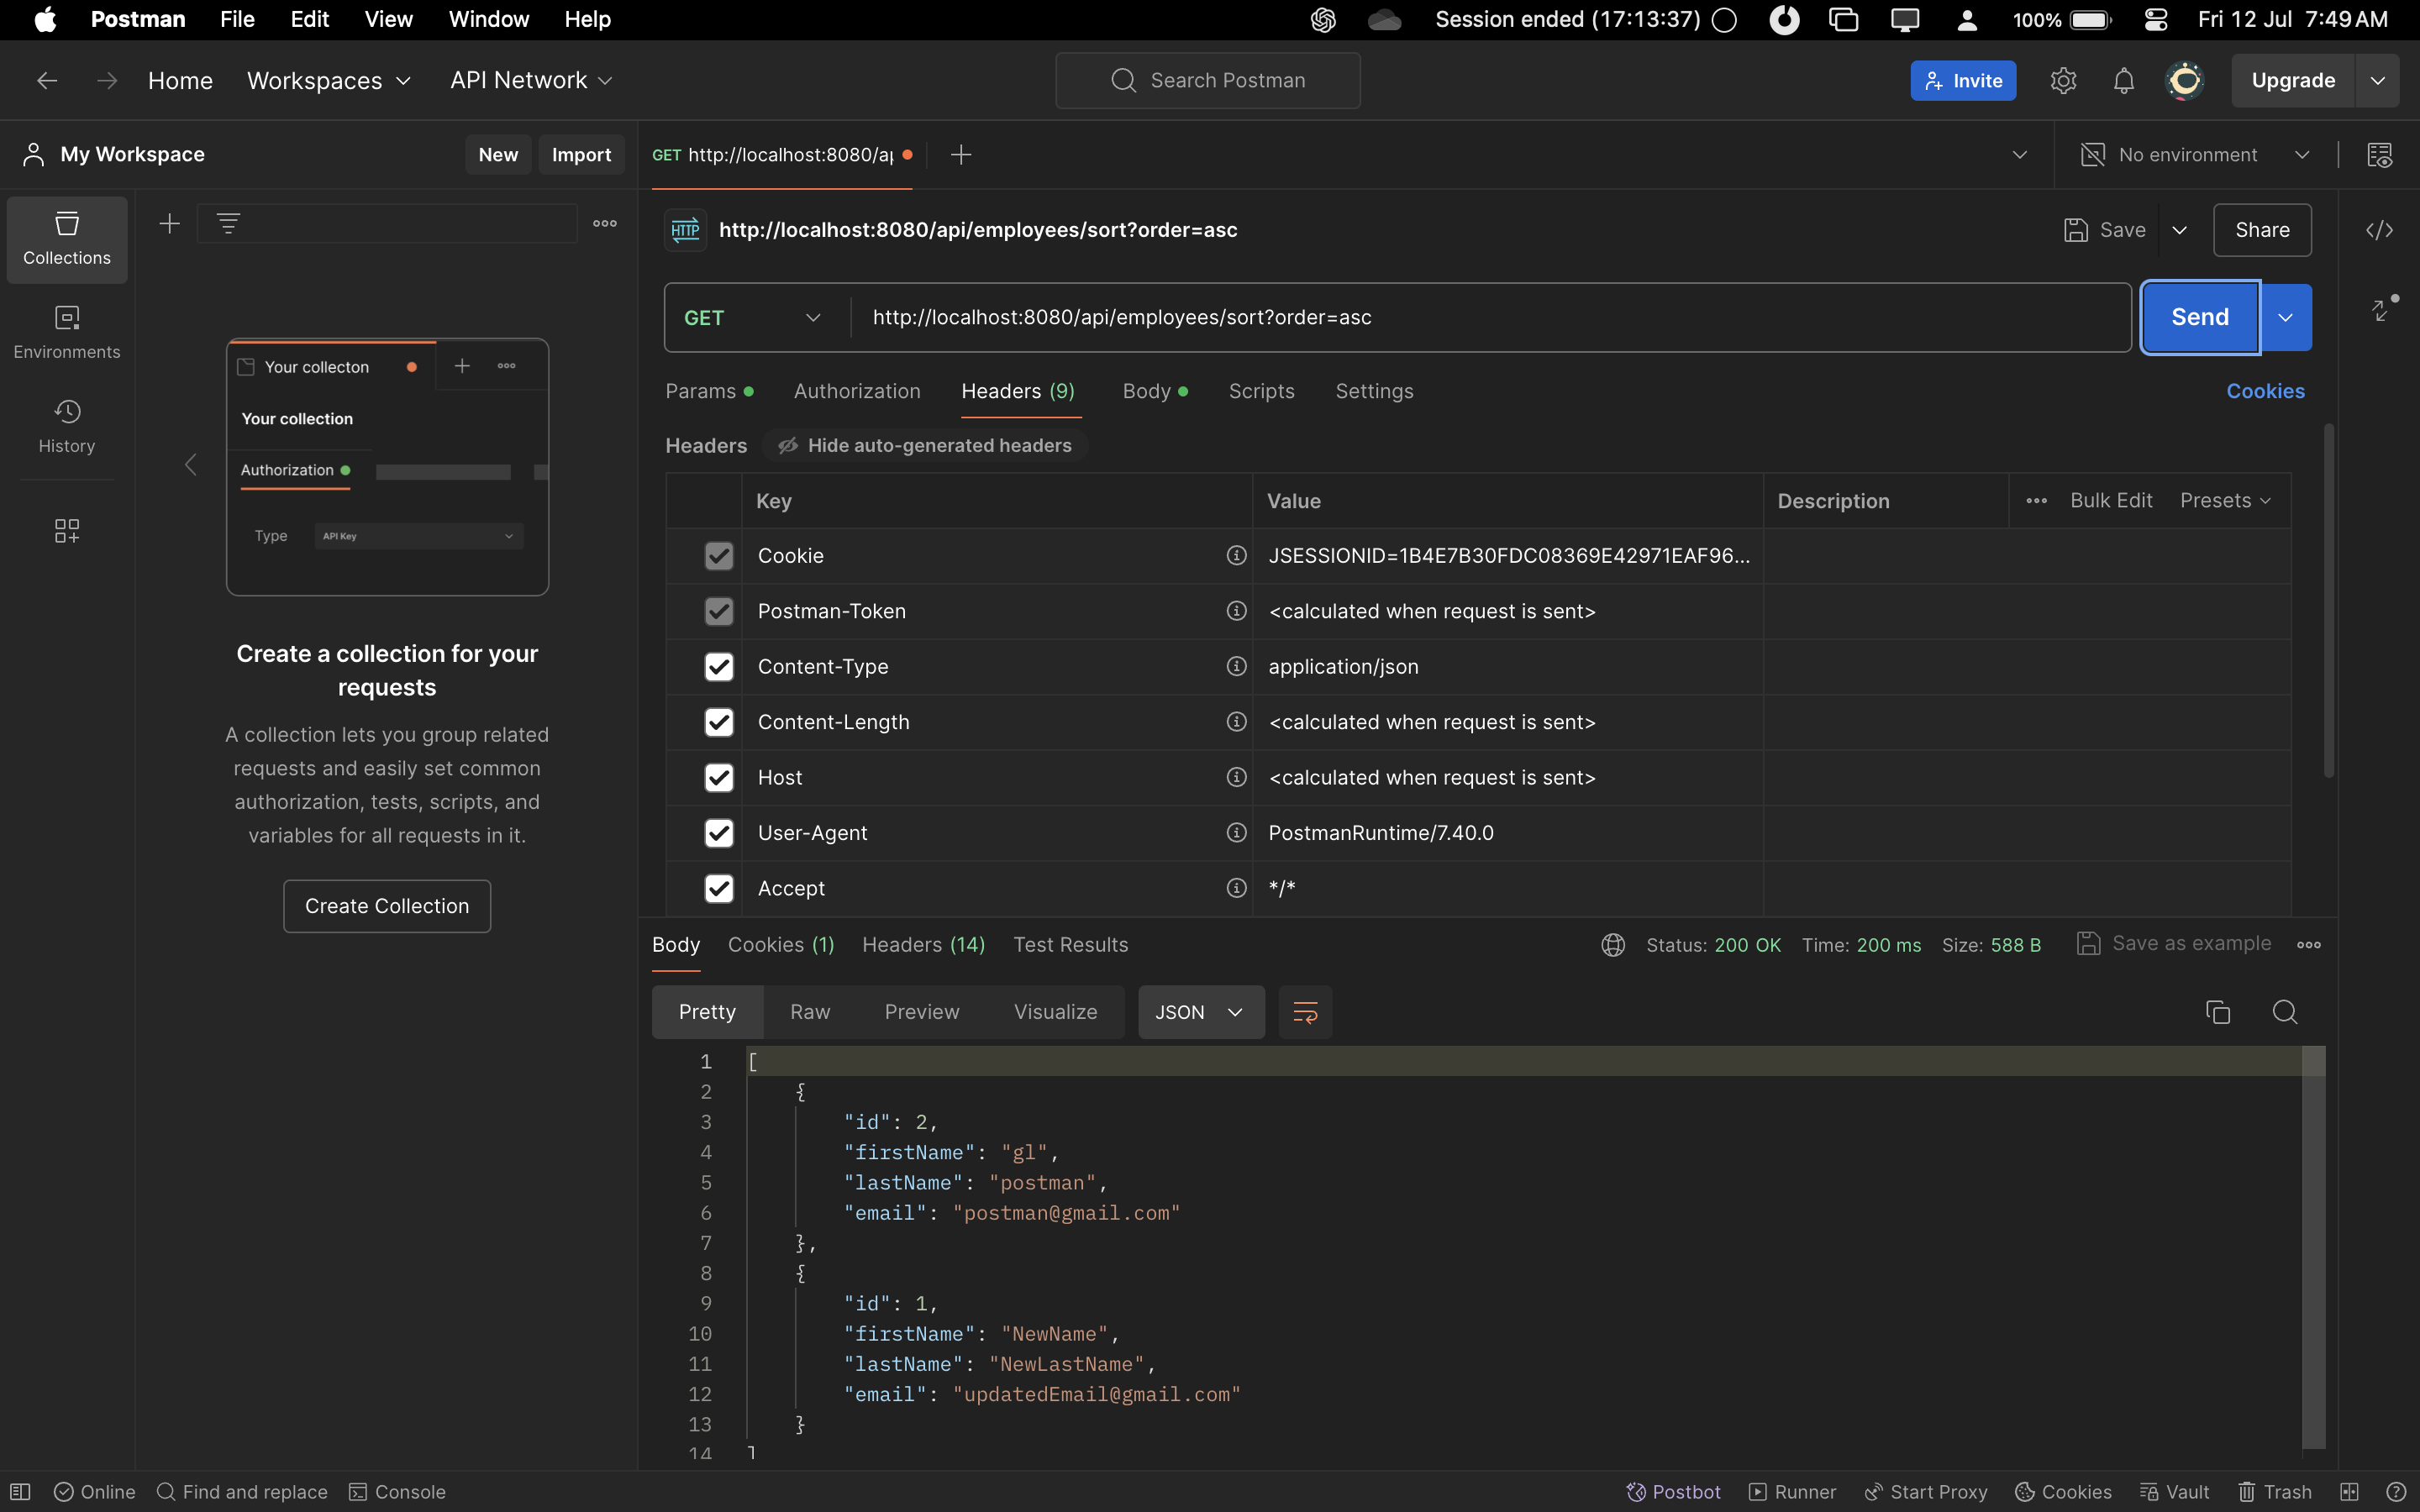 Postman File Edit View Window Help Session ended (17:13:37) 100% Fri 12 Jul 7:49 AM
Home Workspaces API Network Search Postman Invite Upgrade
My Workspace New Import GET http://localhost:8080/a No environment
Collections
Environments
History
Your collecton
Your collection
Authorization
Type API Key
Create a collection for your
requests
A collection lets you group related
requests and easily set common
authorization, tests, scripts, and
variables for all requests in it.
Create Collection
HTTP http://localhost:8080/api/employees/sort?order=asc Save Share
GET http://localhost:8080/api/employees/sort?order=asc Send
Params Authorization Headers (9) Body Scripts Settings Cookies
Headers Hide auto-generated headers
Key Value Description Bulk Edit Presets
Cookie JSESSIONID=1B4E7B30FDC08369E42971EAF96...
Postman-Token <calculated when request is sent>
Content-Type application/json
Content-Length <calculated when request is sent>
Host <calculated when request is sent>
User-Agent PostmanRuntime/7.40.0
Accept */*
Body Cookies (1) Headers (14) Test Results Status: 200 OK Time: 200 ms Size: 588 B Save as example
Pretty Raw Preview Visualize JSON
1 [
2 {
3 "id": 2,
4 "firstName": "gl",
5 "lastName": "postman",
6 "email": "postman@gmail.com"
7 },
8 {
9 "id": 1,
10 "firstName": "NewName",
11 "lastName": "NewLastName",
12 "email": "updatedEmail@gmail.com"
13 }
14 ]
Online Find and replace Console Postbot Runner Start Proxy Cookies Vault Trash